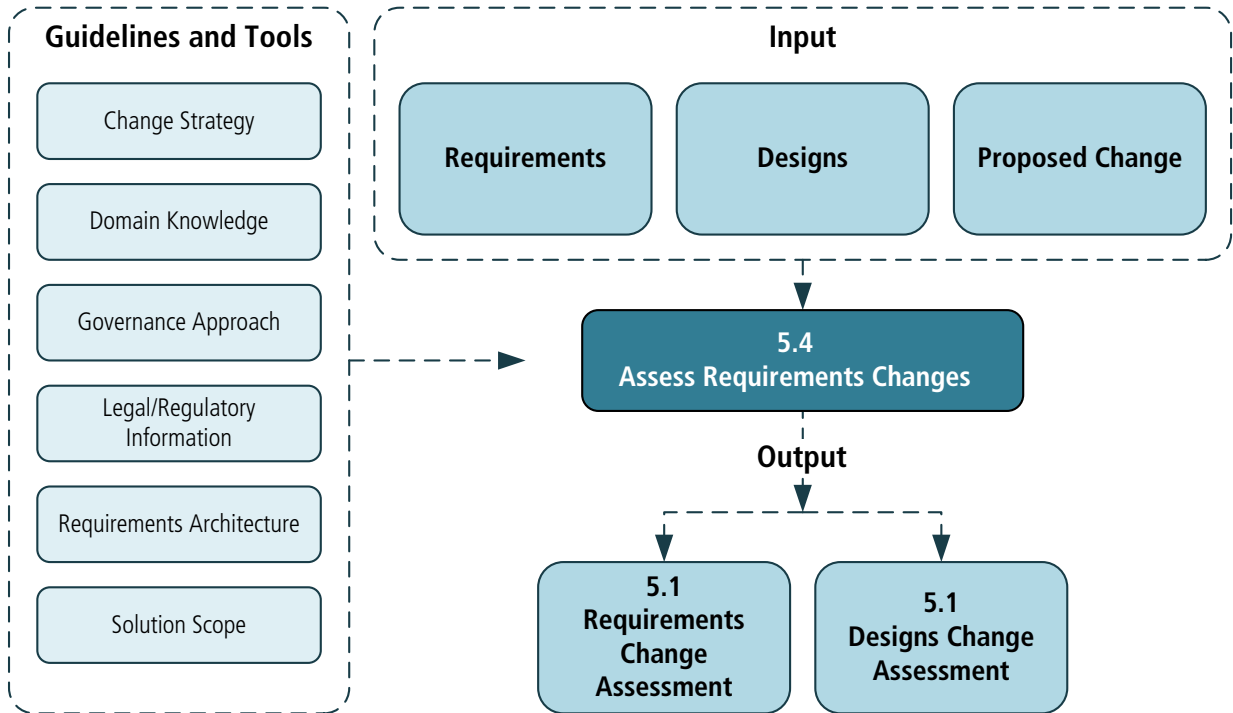 Guidelines and Tools
Change Strategy
Domain Knowledge
Governance Approach
Legal/Regulatory
Information
Requirements Architecture
Solution Scope
Input
Requirements
Designs
Proposed Change
5.4
Assess Requirements Changes
Output
5.1
Requirements
Change
Assessment
5.1
Designs Change
Assessment